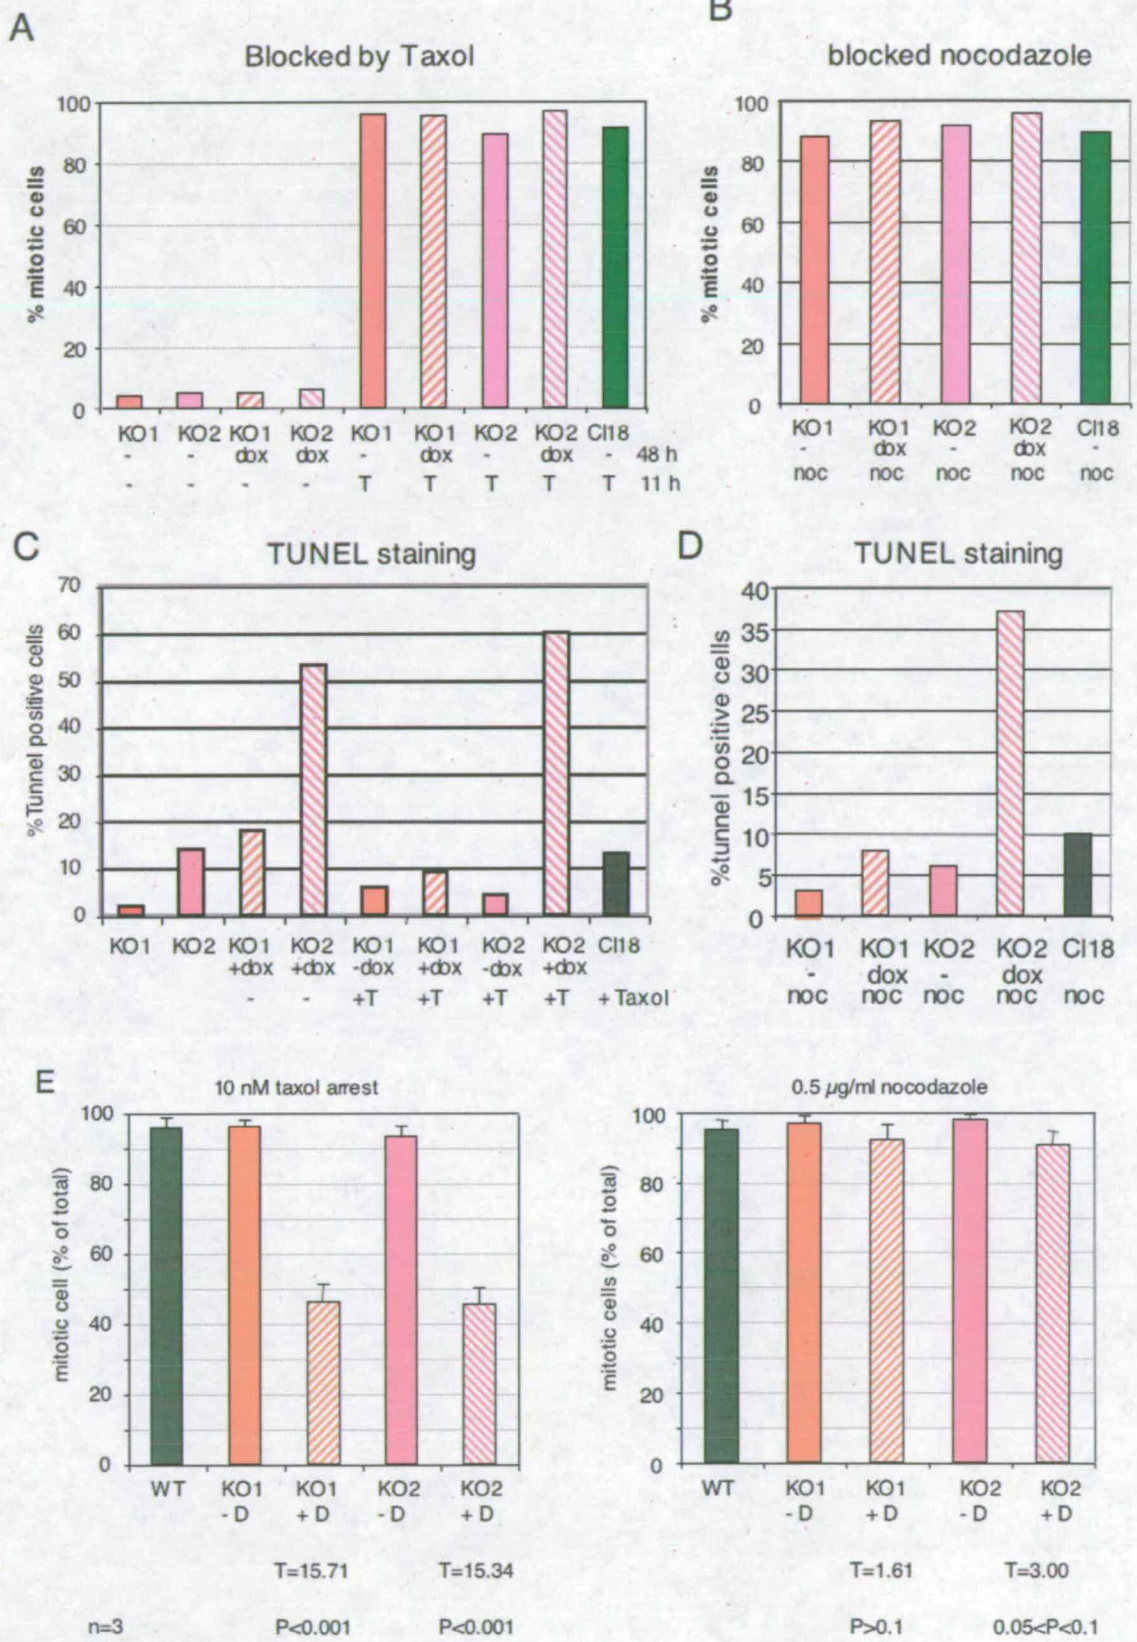 A
Blocked by Taxol
% mitotic cells
100
80
60
40
20
0
KO1 KO2 KO1 KO2 KO1 KO1 KO2 KO2 Cl18
- - dox dox - dox - dox - 48 h
- - - - T T T T T 11 h
B
blocked nocodazole
% mitotic cells
100
80
60
40
20
0
KO1 KO1 KO2 KO2 Cl18
- dox - dox -
noc noc noc noc noc
C
TUNEL staining
%Tunnel positive cells
70
60
50
40
30
20
10
0
KO1 KO2 KO1 KO2 KO1 KO1 KO2 KO2 Cl18
+dox +dox -dox +dox -dox +dox
- - +T +T +T +T + Taxol
D
TUNEL staining
%tunnel positive cells
40
35
30
25
20
15
10
5
0
KO1 KO1 KO2 KO2 Cl18
- dox - dox
noc noc noc noc noc
E
10 nM taxol arrest
mitotic cell (% of total)
100
80
60
40
20
0
WT KO1 KO1 KO2 KO2
- D + D - D + D
T=15.71 T=15.34
n=3 P<0.001 P<0.001
0.5 µg/ml nocodazole
mitotic cells (% of total)
100
80
60
40
20
0
WT KO1 KO1 KO2 KO2
- D + D - D + D
T=1.61 T=3.00
P>0.1 0.05<P<0.1